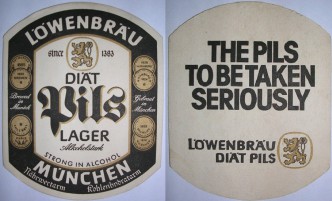 LÖWENBRÄU
since 1383
DIÄT
Pils
LAGER
Alkoholstark
STRONG IN ALCOHOL
MÜNCHEN
Brewed
in
Munich
Gebraut
in
München
Nährwertarm
Kohlenhydratarm
THE PILS
TO BE TAKEN
SERIOUSLY
LÖWENBRÄU
DIÄT PILS